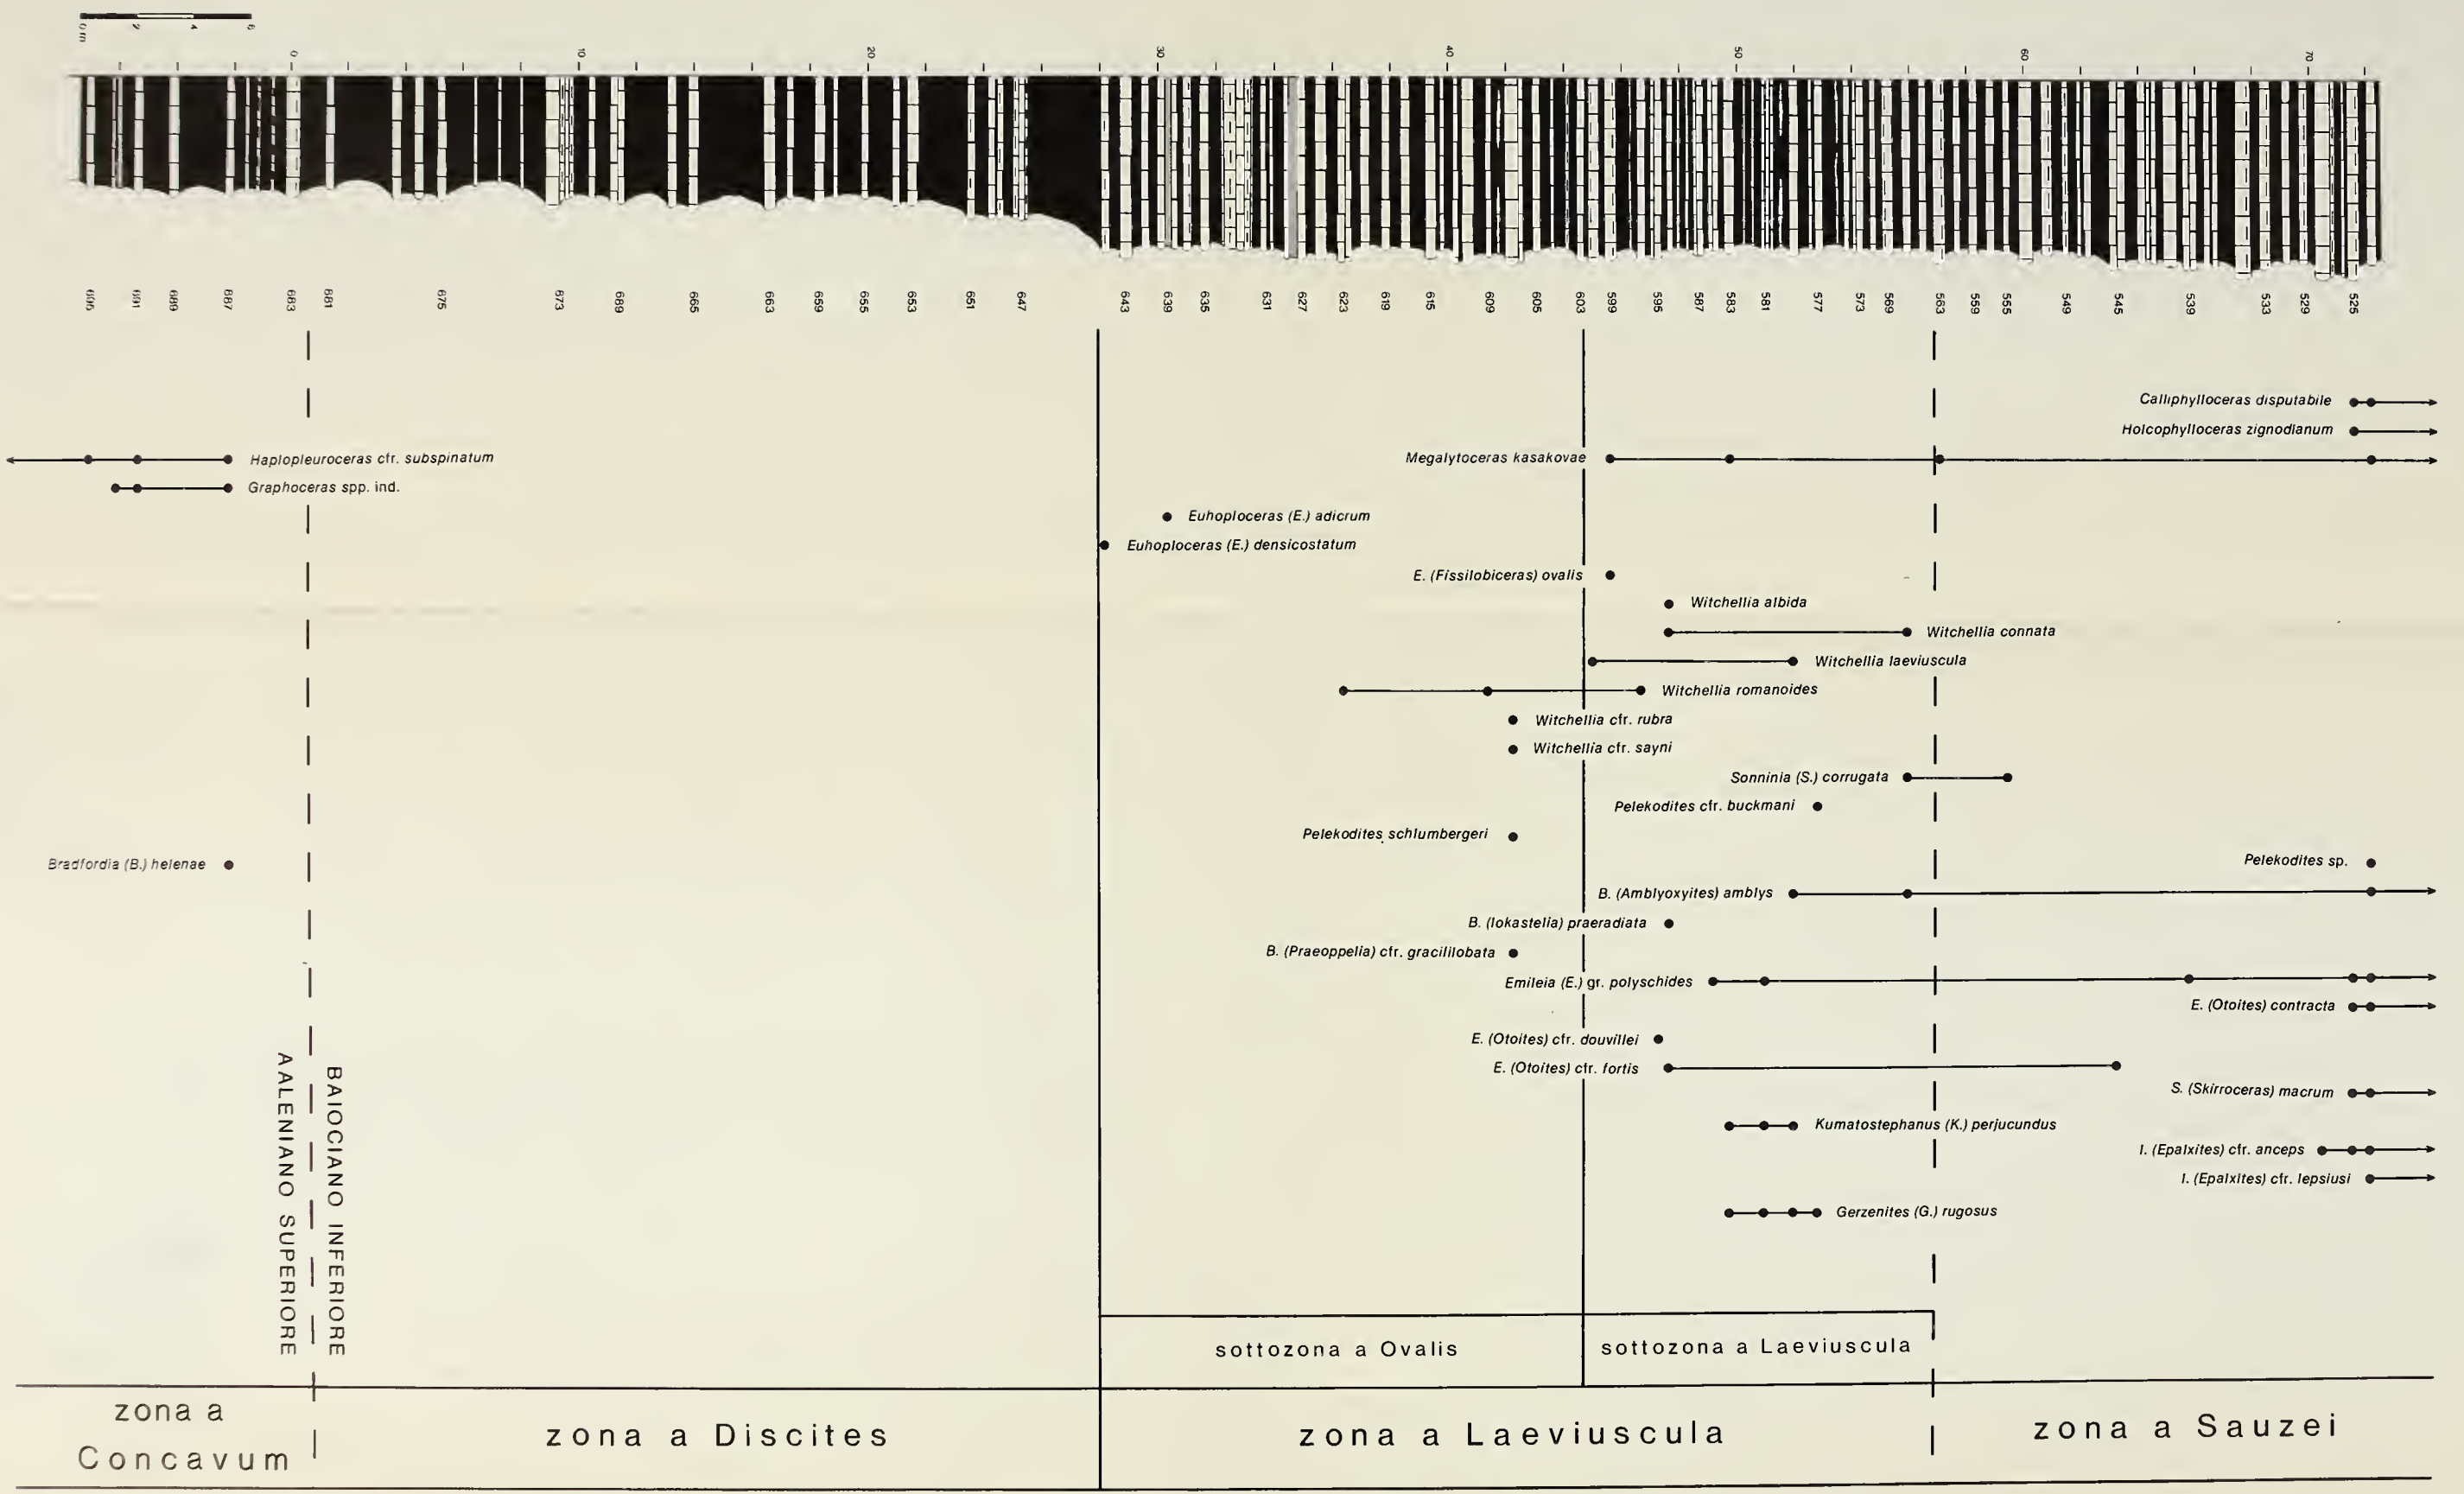 0 m 2 4 6
0 10 20 30 40 50 60 70
695 691 689 687 683 681 675 673 669 665 663 659 655 653 651 647 643 639 635 631 627 623 619 615 609 605 603 599 595 587 583 581 577 573 569 563 559 555 549 545 539 533 529 525
Calliphylloceras disputabile
Holcophylloceras zignodianum
Haplopleuroceras cfr. subspinatum
Megalytoceras kasakovae
Graphoceras spp. ind.
Euhoploceras (E.) adicrum
Euhoploceras (E.) densicostatum
E. (Fissilobiceras) ovalis
Witchellia albida
Witchellia connata
Witchellia laeviuscula
Witchellia romanoides
Witchellia cfr. rubra
Witchellia cfr. sayni
Sonninia (S.) corrugata
Pelekodites cfr. buckmani
Pelekodites schlumbergeri
Bradfordia (B.) helenae
Pelekodites sp.
B. (Amblyoxyites) amblys
B. (Iokastelia) praeradiata
B. (Praeoppelia) cfr. gracililobata
Emileia (E.) gr. polyschides
E. (Otoites) contracta
E. (Otoites) cfr. douvillei
E. (Otoites) cfr. fortis
S. (Skirroceras) macrum
Kumatostephanus (K.) perjucundus
I. (Epalxites) cfr. anceps
I. (Epalxites) cfr. lepsiusi
Gerzenites (G.) rugosus
AALENIANO SUPERIORE
BAIOCIANO INFERIORE
sottozona a Ovalis
sottozona a Laeviuscula
zona a
Concavum
zona a Discites
zona a Laeviuscula
zona a Sauzei